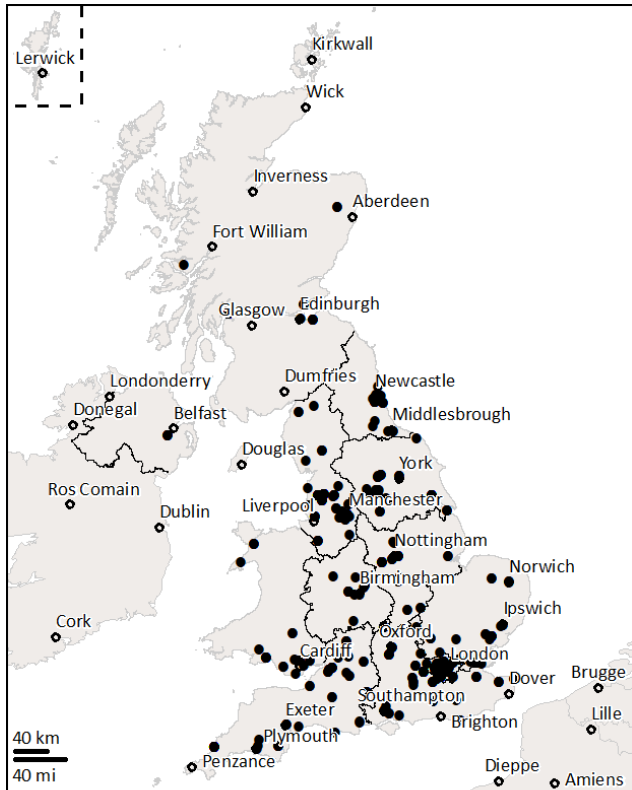 Kirkwall
Lerwick
Wick
Inverness
Aberdeen
Fort William
Edinburgh
Glasgow
Dumfries
Newcastle
Londonderry
Donegal
Belfast
Middlesbrough
Douglas
York
Ros Comain
Liverpool
Manchester
Dublin
Nottingham
Norwich
Birmingham
Ipswich
Cork
Oxford
Cardiff
London
Dover
Brugge
Southampton
Exeter
Brighton
Lille
Plymouth
40 km
Penzance
40 mi
Dieppe
Amiens